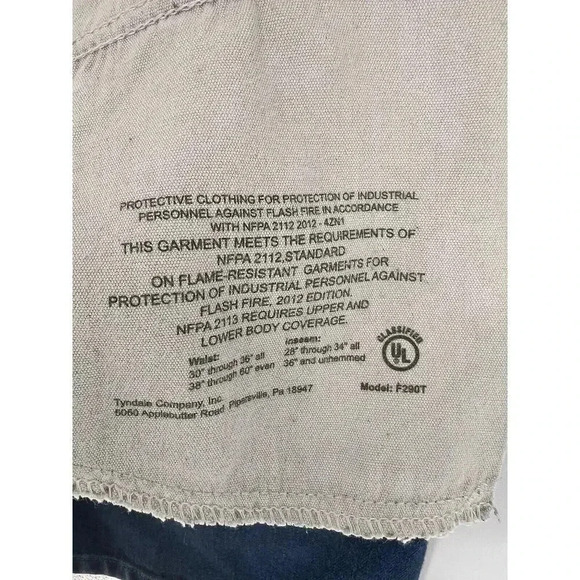 PROTECTIVE CLOTHING FOR PROTECTION OF INDUSTRIAL
PERSONNEL AGAINST FLASH FIRE IN ACCORDANCE
WITH NFPA 2112 2012 - 4ZN1
THIS GARMENT MEETS THE REQUIREMENTS OF
NFPA 2112,STANDARD
ON FLAME-RESISTANT GARMENTS FOR
PROTECTION OF INDUSTRIAL PERSONNEL AGAINST
FLASH FIRE, 2012 EDITION.
NFPA 2113 REQUIRES UPPER AND
LOWER BODY COVERAGE.
Waist:
30" through 36" all
38" through 60" even
Inseam:
28" through 34" all
36" and unhemmed
CLASSIFIED
UL
Model: F290T
Tyndale Company, Inc.
5050 Applebutter Road Pipersville, Pa 18947